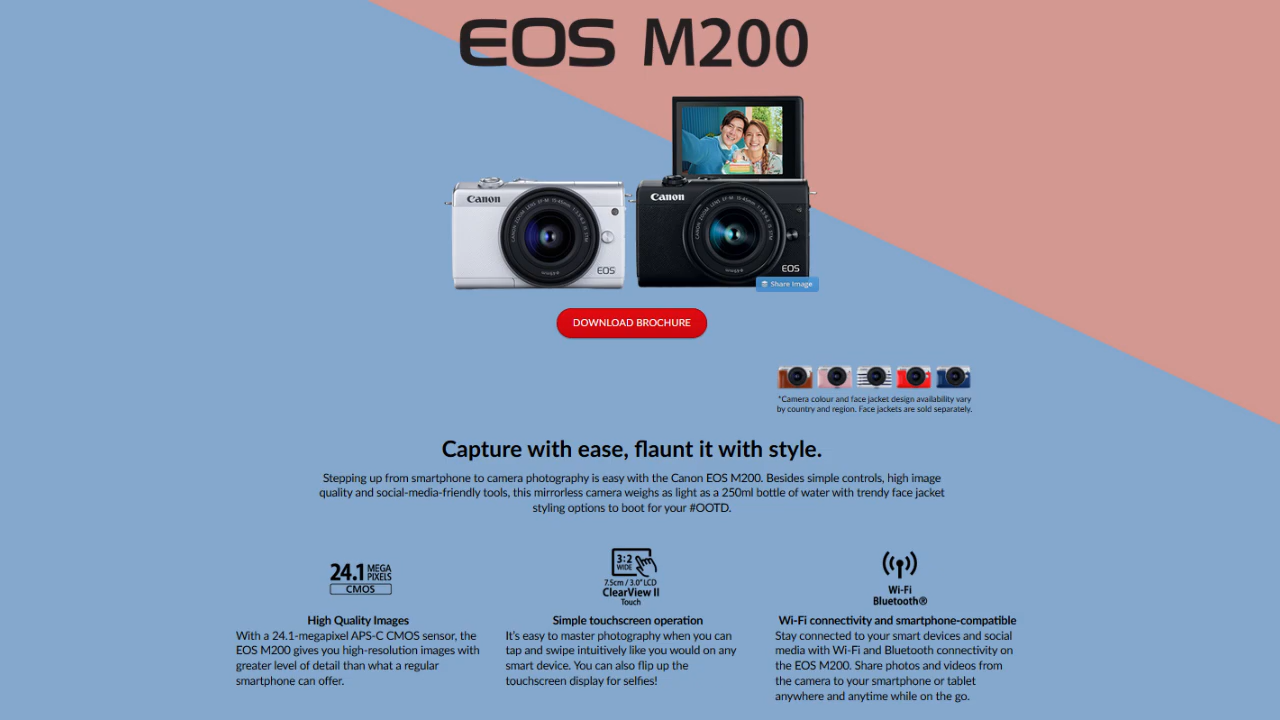 EOS M200
Canon
Canon
EOS
EOS
Share Image
DOWNLOAD BROCHURE
*Camera colour and face jacket design availability vary
by country and region. Face jackets are sold separately.
Capture with ease, flaunt it with style.
Stepping up from smartphone to camera photography is easy with the Canon EOS M200. Besides simple controls, high image
quality and social-media-friendly tools, this mirrorless camera weighs as light as a 250ml bottle of water with trendy face jacket
styling options to boot for your #OOTD.
24.1 MEGA
PIXELS
CMOS
High Quality Images
With a 24.1-megapixel APS-C CMOS sensor, the
EOS M200 gives you high-resolution images with
greater level of detail than what a regular
smartphone can offer.
3:2
WIDE
7.5cm / 3.0" LCD
ClearView II
Touch
Simple touchscreen operation
It's easy to master photography when you can
tap and swipe intuitively like you would on any
smart device. You can also flip up the
touchscreen display for selfies!
Wi-Fi
Bluetooth®
Wi-Fi connectivity and smartphone-compatible
Stay connected to your smart devices and social
media with Wi-Fi and Bluetooth connectivity on
the EOS M200. Share photos and videos from
the camera to your smartphone or tablet
anywhere and anytime while on the go.